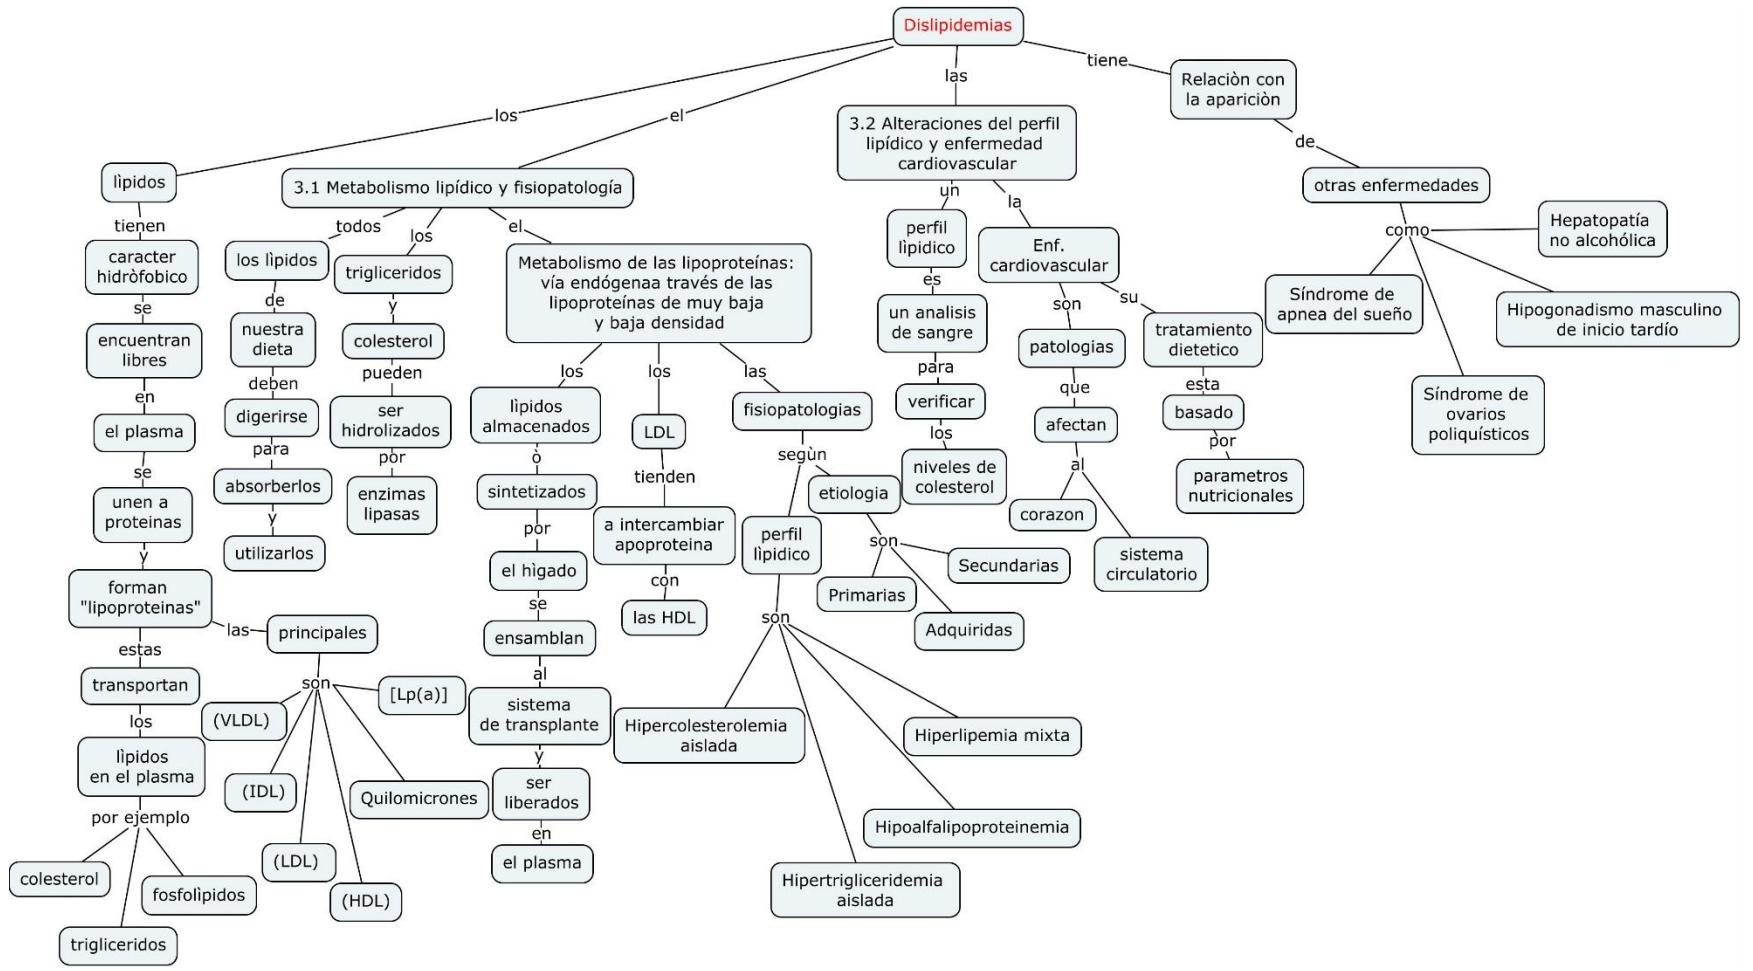 Dislipidemias
los
el
las
tiene
Relaciòn con
la apariciòn
de
otras enfermedades
como
Hepatopatía
no alcohólica
Síndrome de
apnea del sueño
Hipogonadismo masculino
de inicio tardío
Síndrome de
ovarios
poliquísticos
lìpidos
tienen
caracter
hidròfobico
se
encuentran
libres
en
el plasma
se
unen a
proteinas
y
forman
"lipoproteinas"
las
principales
son
[Lp(a)]
(VLDL)
(IDL)
Quilomicrones
(LDL)
(HDL)
estas
transportan
los
lìpidos
en el plasma
por ejemplo
colesterol
fosfolìpidos
trigliceridos
3.1 Metabolismo lipídico y fisiopatología
todos
los lìpidos
de
nuestra
dieta
deben
digerirse
para
absorberlos
y
utilizarlos
los
trigliceridos
y
colesterol
pueden
ser
hidrolizados
por
enzimas
lipasas
el
Metabolismo de las lipoproteínas:
vía endógenaa través de las
lipoproteínas de muy baja
y baja densidad
los
lìpidos
almacenados
ò
sintetizados
por
el hìgado
se
ensamblan
al
sistema
de transplante
y
ser
liberados
en
el plasma
los
LDL
tienden
a intercambiar
apoproteina
con
las HDL
las
fisiopatologias
segùn
etiologia
son
Secundarias
Primarias
Adquiridas
perfil
lìpidico
son
Hipercolesterolemia
aislada
Hiperlipemia mixta
Hipoalfalipoproteinemia
Hipertrigliceridemia
aislada
3.2 Alteraciones del perfil
lipídico y enfermedad
cardiovascular
un
perfil
lìpidico
es
un analisis
de sangre
para
verificar
los
niveles de
colesterol
la
Enf.
cardiovascular
son
patologias
que
afectan
al
corazon
sistema
circulatorio
su
tratamiento
dietetico
esta
basado
por
parametros
nutricionales